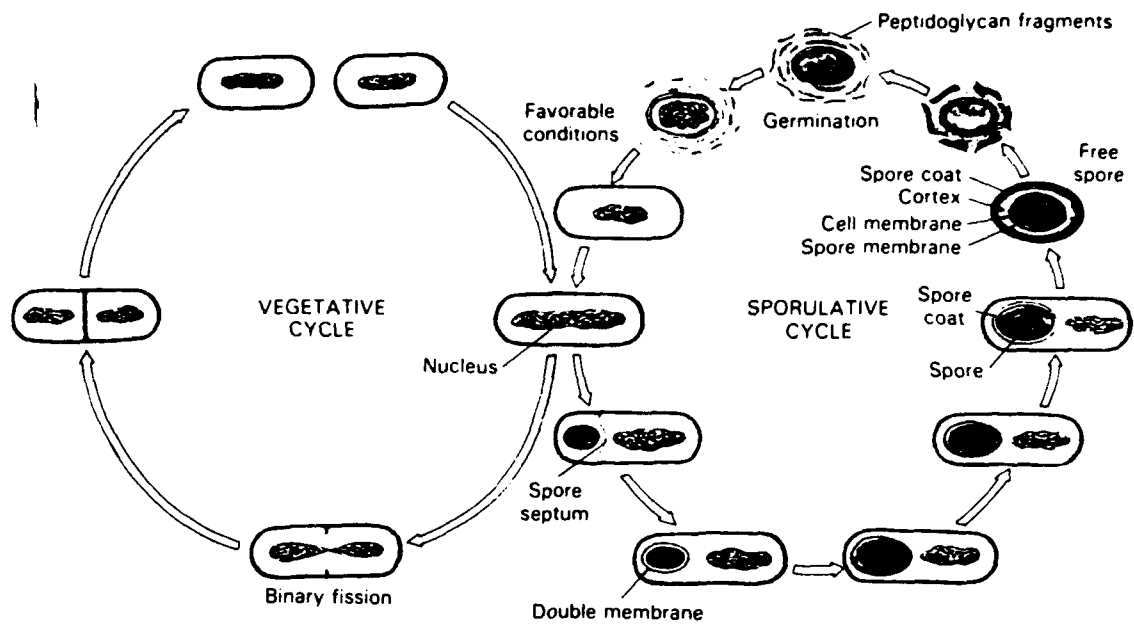 Peptidoglycan fragments
Favorable
conditions
Germination
Free
spore
Spore coat
Cortex
Cell membrane
Spore membrane
VEGETATIVE
CYCLE
SPORULATIVE
CYCLE
Spore
coat
Nucleus
Spore
Spore
septum
Binary fission
Double membrane